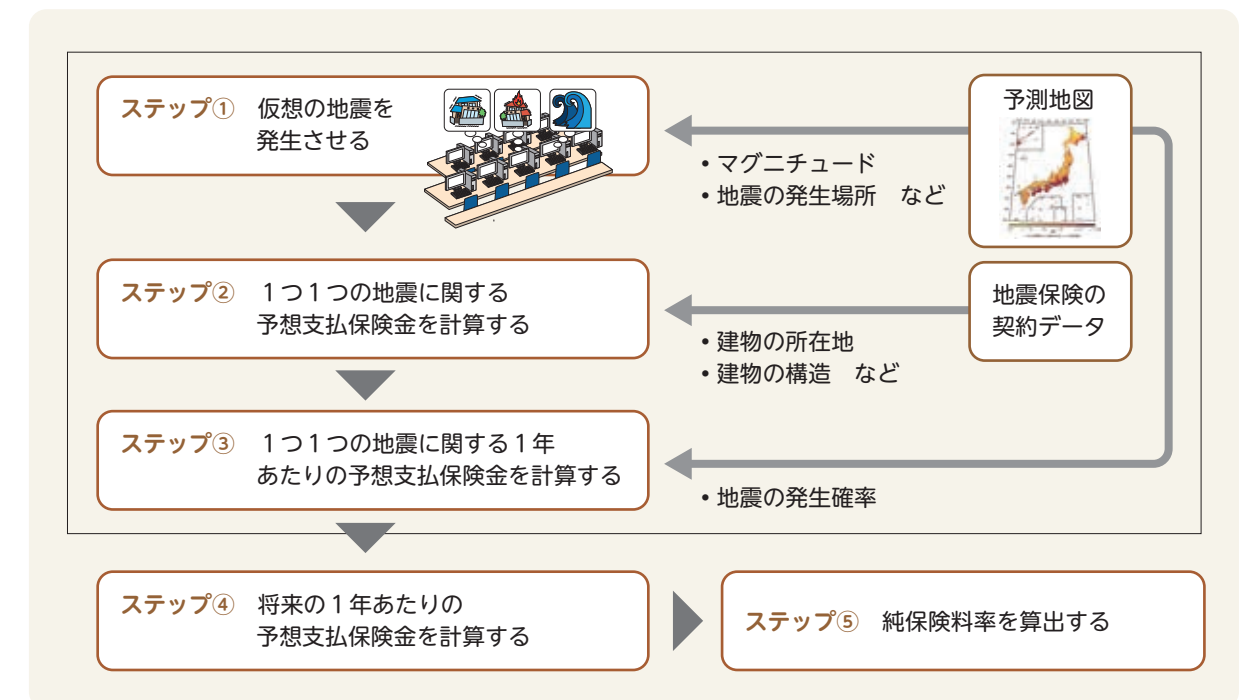 ステップ① 仮想の地震を
発生させる
予測地図
・マグニチュード
・地震の発生場所 など
ステップ② 1つ1つの地震に関する
予想支払保険金を計算する
地震保険の
契約データ
・建物の所在地
・建物の構造 など
ステップ③ 1つ1つの地震に関する1年
あたりの予想支払保険金を計算する
・地震の発生確率
ステップ④ 将来の1年あたりの
予想支払保険金を計算する
ステップ⑤ 純保険料率を算出する